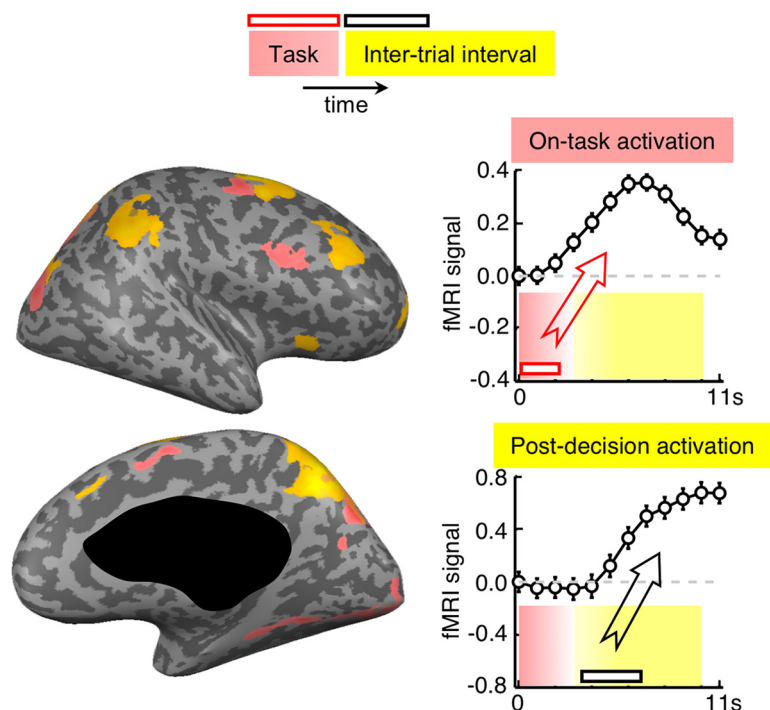 Task
Inter-trial interval
time
On-task activation
fMRI signal
0.4
0.2
0.0
-0.2
-0.4
0
11s
Post-decision activation
fMRI signal
0.8
0.4
0.0
-0.4
-0.8
0
11s